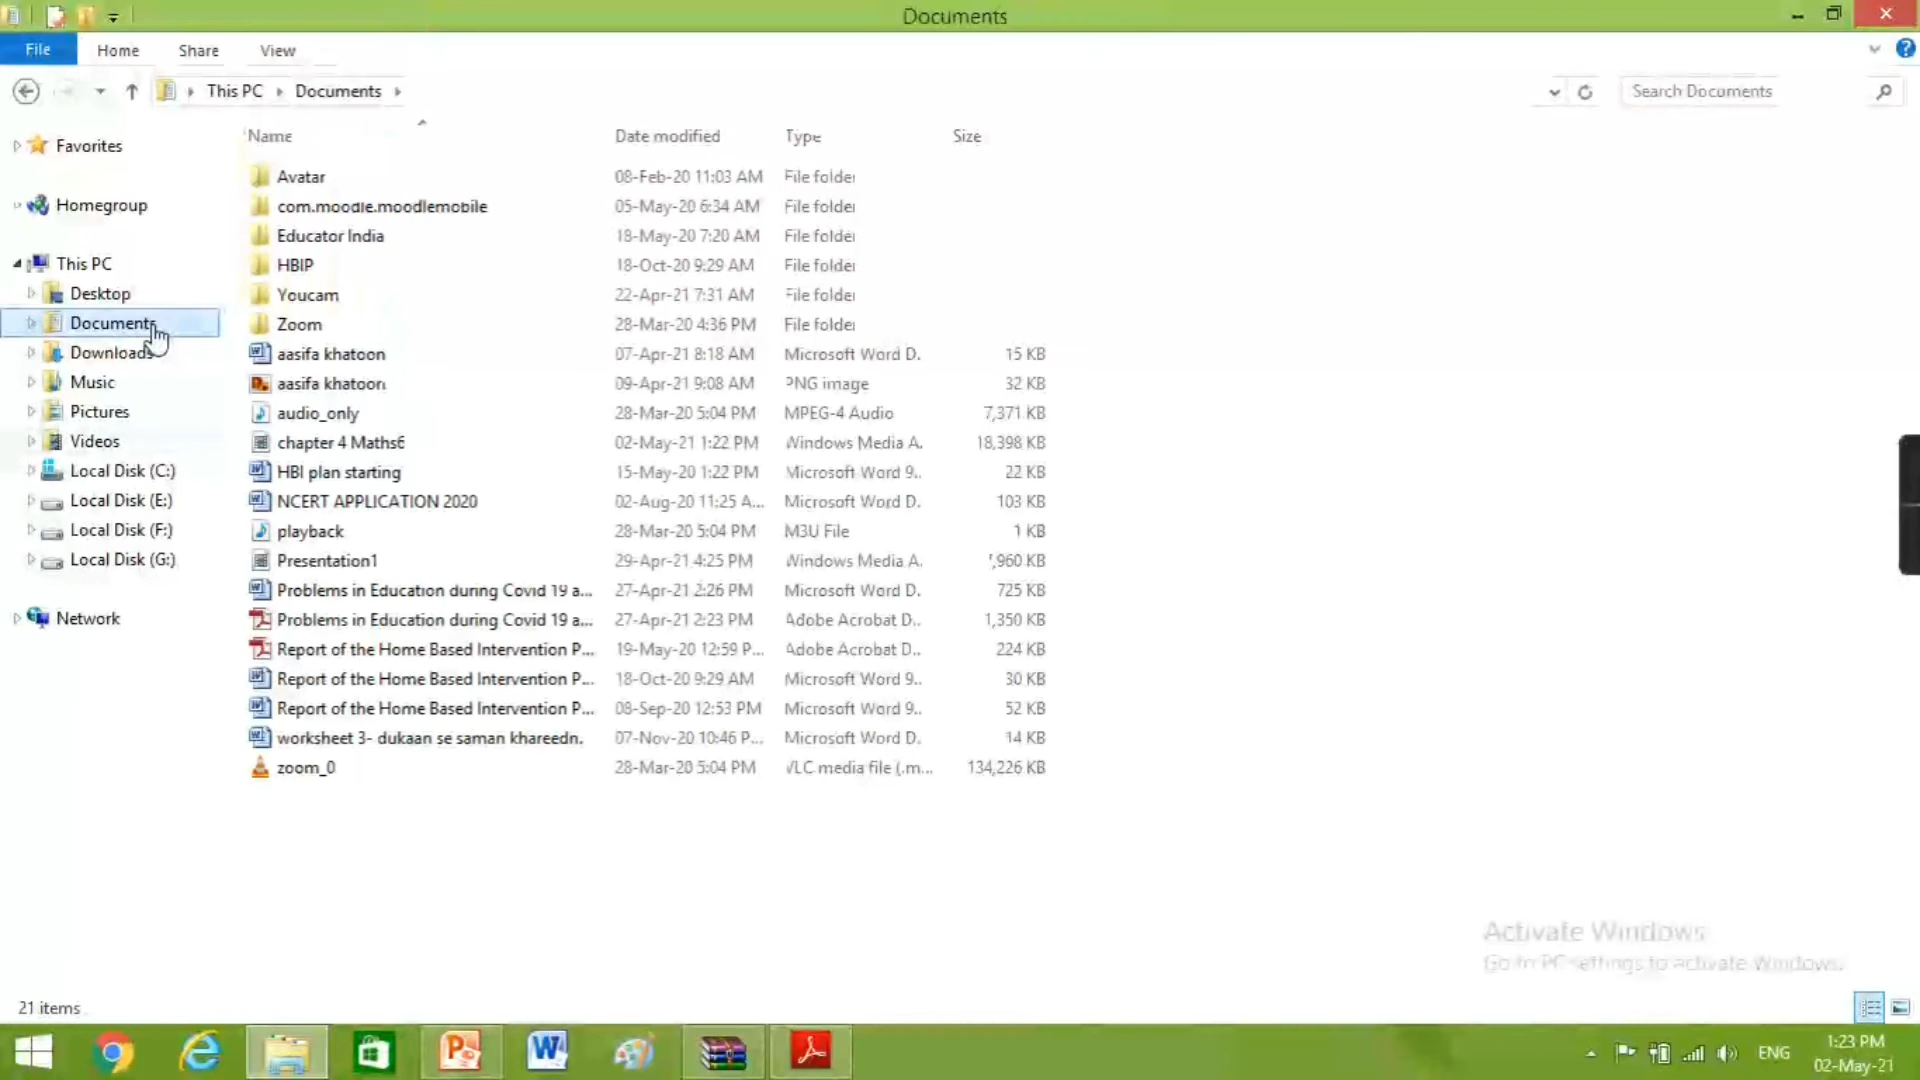 Documents
File Home Share View
This PC Documents Search Documents
Name Date modified Type Size
Favorites
Homegroup
This PC
Desktop
Documents
Downloads
Music
Pictures
Videos
Local Disk (C:)
Local Disk (E:)
Local Disk (F:)
Local Disk (G:)
Network
Avatar 08-Feb-20 11:03 AM File folder
com.moodle.moodlemobile 05-May-20 6:34 AM File folder
Educator India 18-May-20 7:20 AM File folder
HBIP 18-Oct-20 9:29 AM File folder
Youcam 22-Apr-21 7:31 AM File folder
Zoom 28-Mar-20 4:36 PM File folder
aasifa khatoon 07-Apr-21 8:18 AM Microsoft Word D. 15 KB
aasifa khatoon 09-Apr-21 9:08 AM PNG image 32 KB
audio_only 28-Mar-20 5:04 PM MPEG-4 Audio 7,371 KB
chapter 4 Maths6 02-May-21 1:22 PM Windows Media A. 18,398 KB
HBI plan starting 15-May-20 1:22 PM Microsoft Word 9.. 22 KB
NCERT APPLICATION 2020 02-Aug-20 11:25 A... Microsoft Word D. 103 KB
playback 28-Mar-20 5:04 PM M3U File 1 KB
Presentation1 29-Apr-21 4:25 PM Windows Media A. ,960 KB
Problems in Education during Covid 19 a... 27-Apr-21 2:26 PM Microsoft Word D. 725 KB
Problems in Education during Covid 19 a... 27-Apr-21 2:23 PM Adobe Acrobat D.. 1,350 KB
Report of the Home Based Intervention P... 19-May-20 12:59 P... Adobe Acrobat D.. 224 KB
Report of the Home Based Intervention P... 18-Oct-20 9:29 AM Microsoft Word 9.. 30 KB
Report of the Home Based Intervention P... 08-Sep-20 12:53 PM Microsoft Word 9.. 52 KB
worksheet 3- dukaan se saman khareedn. 07-Nov-20 10:46 P... Microsoft Word D. 14 KB
zoom_0 28-Mar-20 5:04 PM VLC media file (.m... 134,226 KB
Activate Windows
Go to PC settings to activate Windows.
21 items
ENG 1:23 PM
02-May-21